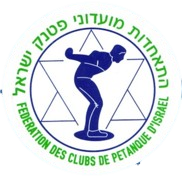 התאחדות מועדוני פטנק ישראל
FEDERATION DES CLUBS DE PETANQUE D'ISRAEL